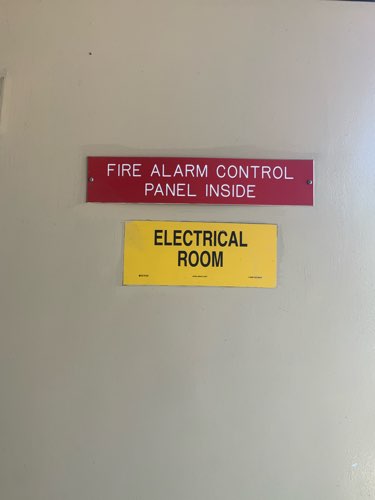 FIRE ALARM CONTROL
PANEL INSIDE
ELECTRICAL
ROOM